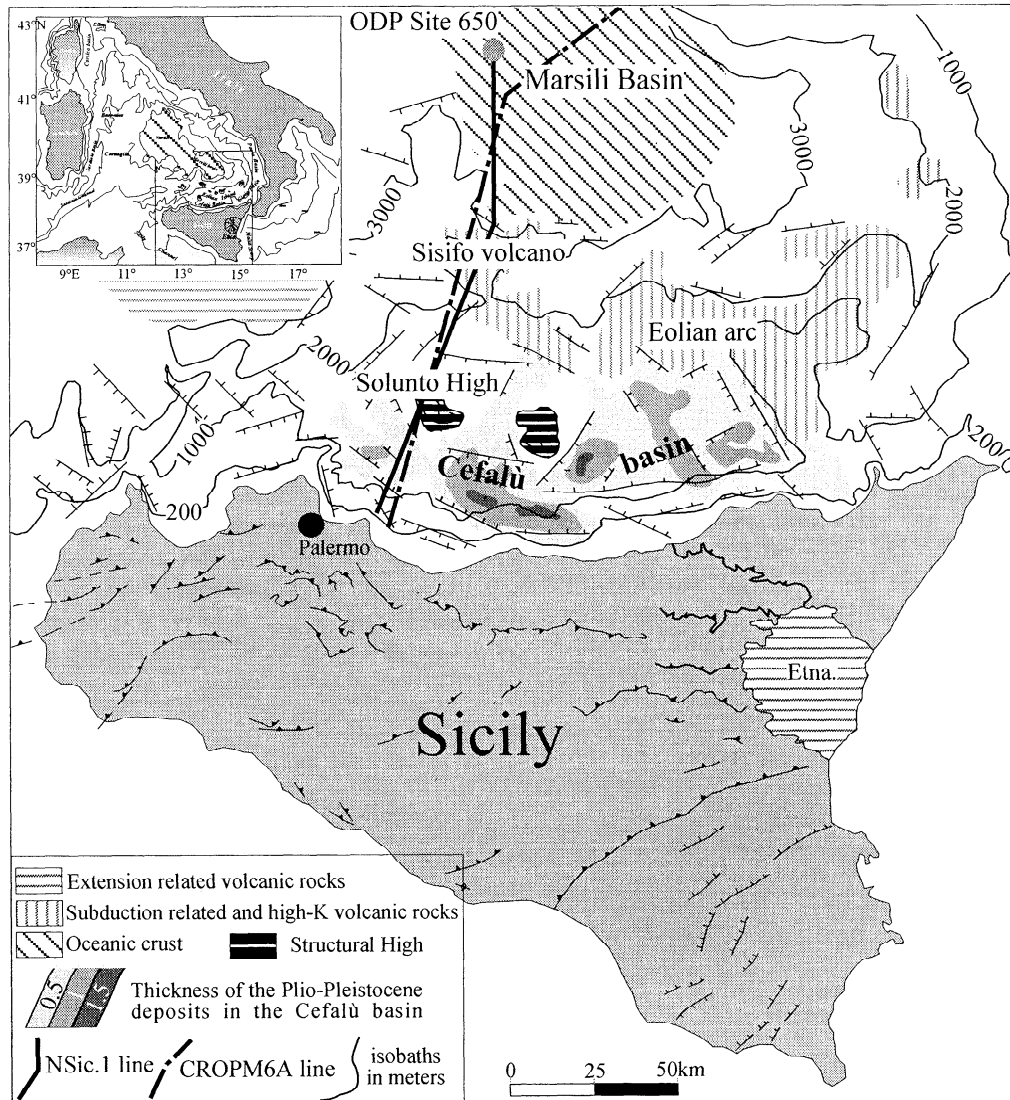 ODP Site 650
Marsili Basin
43°N
41°
39°
37°
9°E
11°
13°
15°
17°
1000
3000
2000
3000
Sisifo volcano
Eolian arc
2000
Solunto High
1000
Cefalù
basin
2000
200
Palermo
Etna.
Sicily
Extension related volcanic rocks
Subduction related and high-K volcanic rocks
Oceanic crust
Structural High
0.5
1
1.5
Thickness of the Plio-Pleistocene
deposits in the Cefalù basin
NSic.1 line
CROPM6A line
isobaths
in meters
0
25
50km